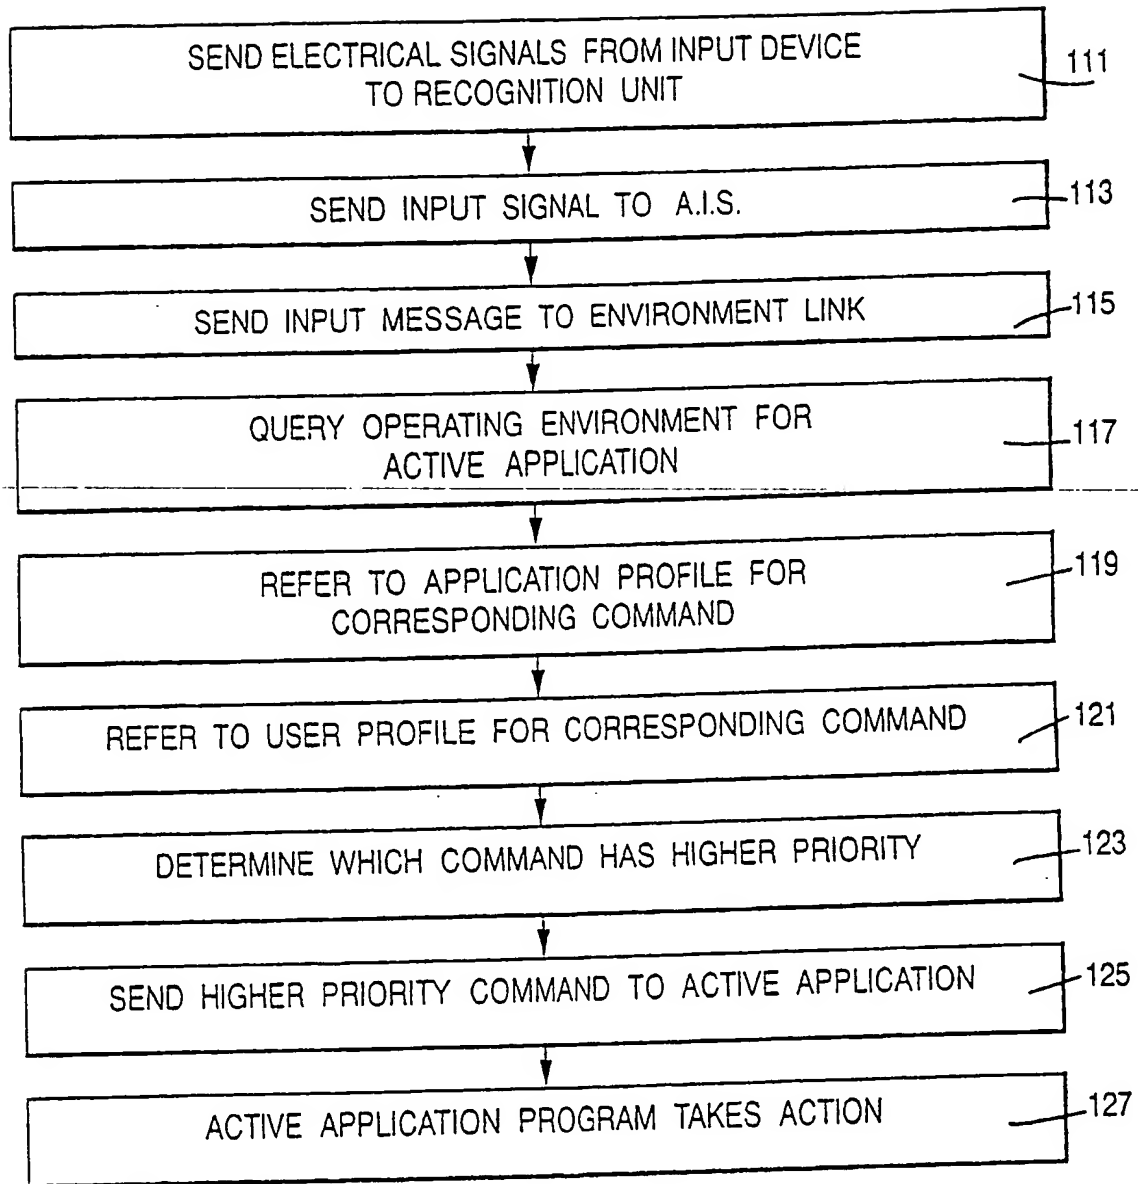 SEND ELECTRICAL SIGNALS FROM INPUT DEVICE
TO RECOGNITION UNIT
111
SEND INPUT SIGNAL TO A.I.S.
113
SEND INPUT MESSAGE TO ENVIRONMENT LINK
115
QUERY OPERATING ENVIRONMENT FOR
ACTIVE APPLICATION
117
REFER TO APPLICATION PROFILE FOR
CORRESPONDING COMMAND
119
REFER TO USER PROFILE FOR CORRESPONDING COMMAND
121
DETERMINE WHICH COMMAND HAS HIGHER PRIORITY
123
SEND HIGHER PRIORITY COMMAND TO ACTIVE APPLICATION
125
ACTIVE APPLICATION PROGRAM TAKES ACTION
127